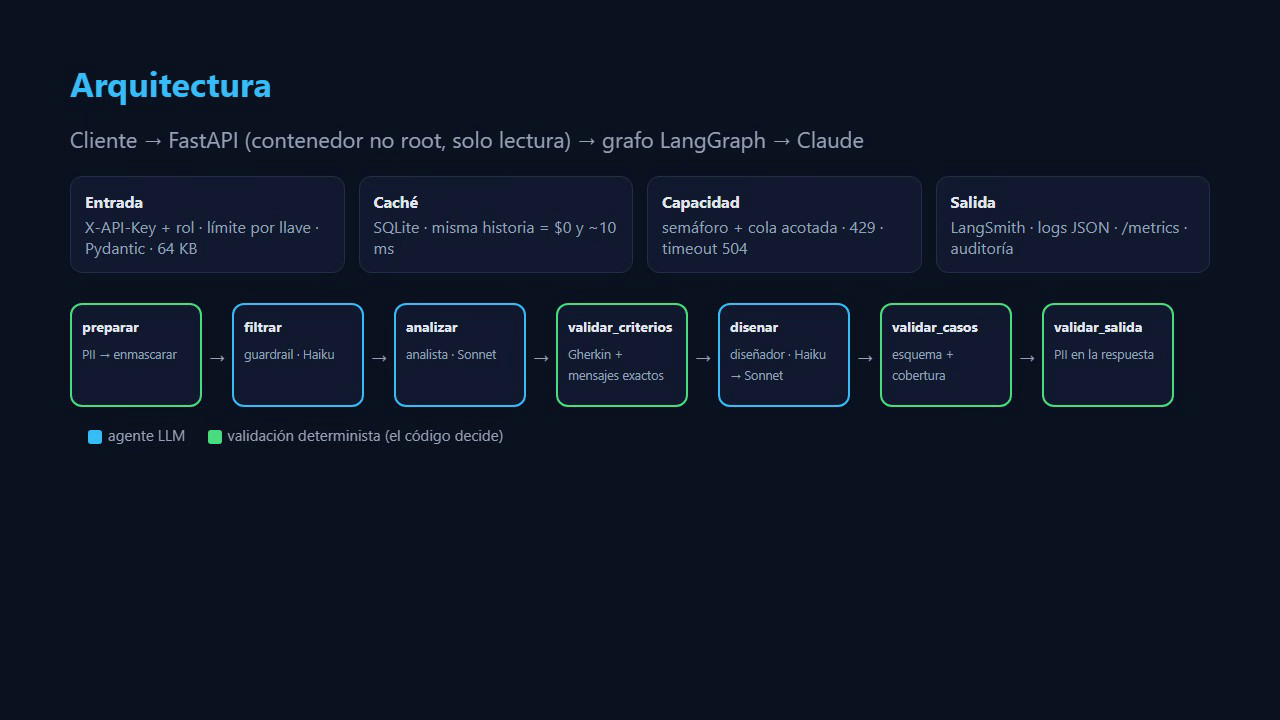 Arquitectura
Cliente → FastAPI (contenedor no root, solo lectura) → grafo LangGraph → Claude
Entrada
X-API-Key + rol · límite por llave ·
Pydantic · 64 KB
Caché
SQLite · misma historia = $0 y ~10
ms
Capacidad
semáforo + cola acotada · 429 ·
timeout 504
Salida
LangSmith · logs JSON · /metrics ·
auditoría
preparar
PII → enmascarar
→
filtrar
guardrail · Haiku
→
analizar
analista · Sonnet
→
validar_criterios
Gherkin +
mensajes exactos
→
disenar
diseñador · Haiku
→ Sonnet
→
validar_casos
esquema +
cobertura
→
validar_salida
PII en la respuesta
agente LLM
validación determinista (el código decide)